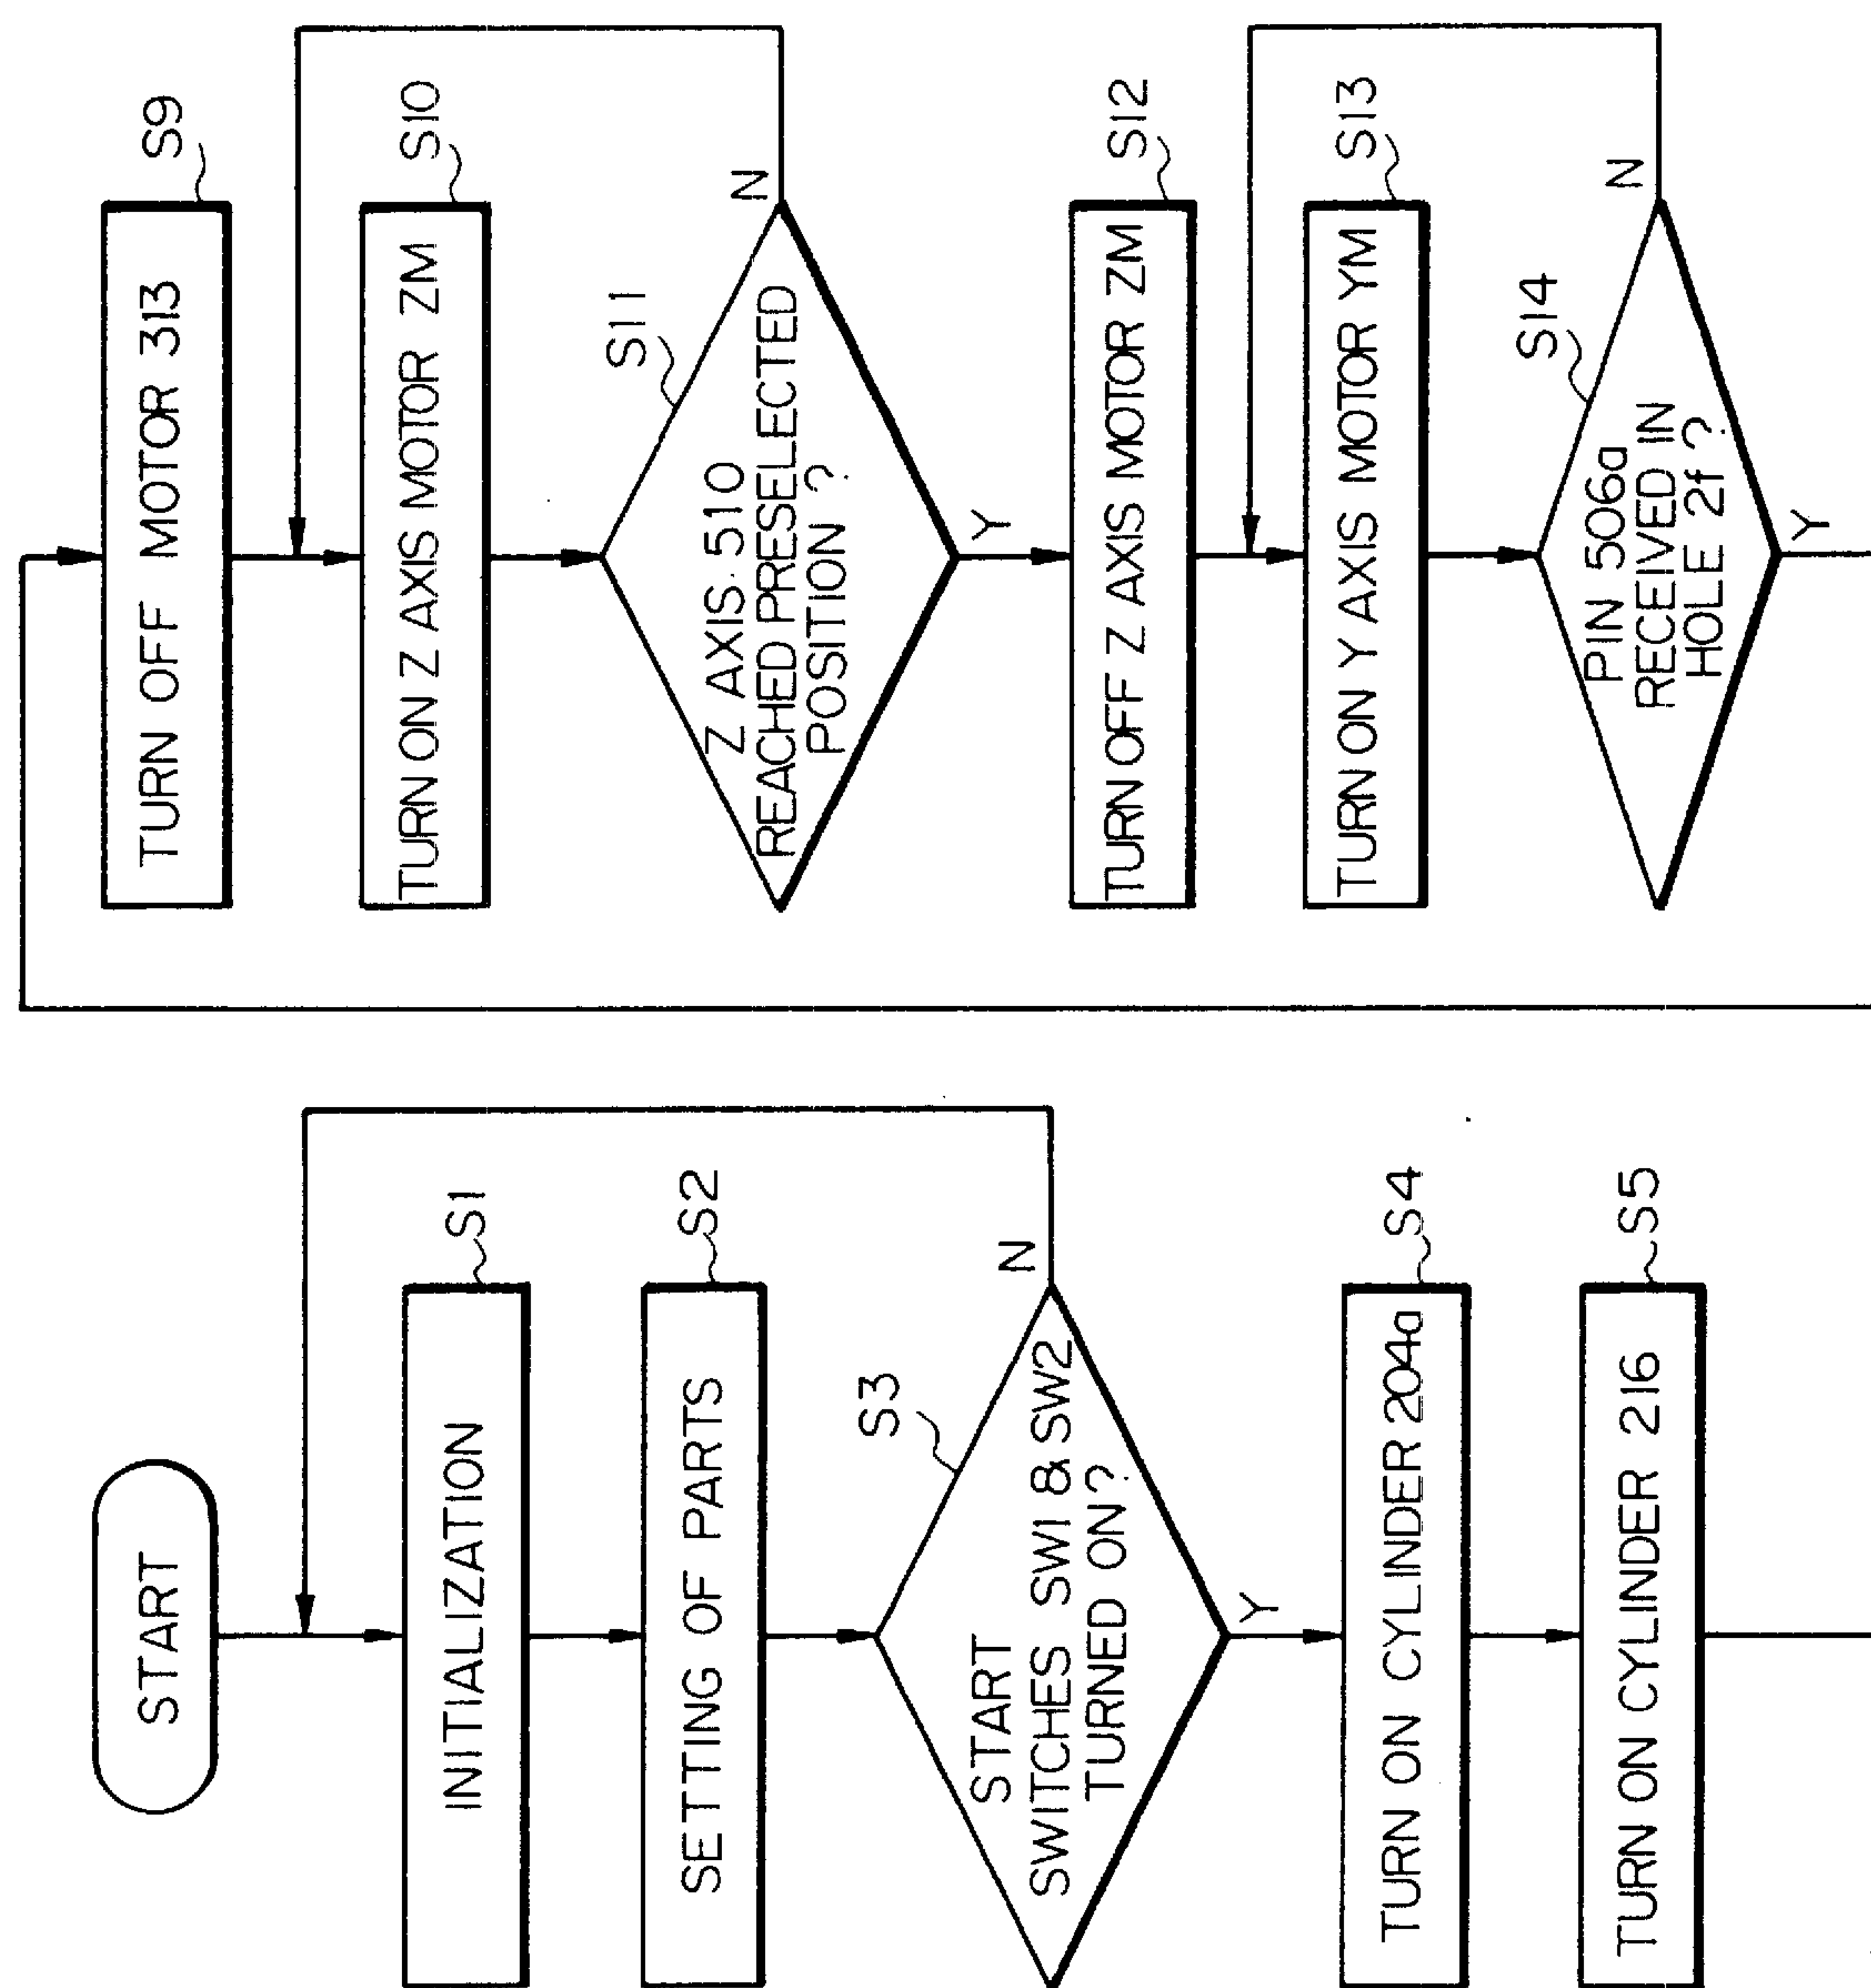 START
INITIALIZATION
S1
SETTING OF PARTS
S2
START
SWITCHES SW1 & SW2
TURNED ON?
S3
N
Y
TURN ON CYLINDER 204a
S4
TURN ON CYLINDER 216
S5
TURN OFF MOTOR 313
S9
TURN ON Z AXIS MOTOR ZM
S10
Z AXIS 510
REACHED PRESELECTED
POSITION ?
S11
N
Y
TURN OFF Z AXIS MOTOR ZM
S12
TURN ON Y AXIS MOTOR YM
S13
PIN 506a
RECEIVED IN
HOLE 2f ?
S14
N
Y